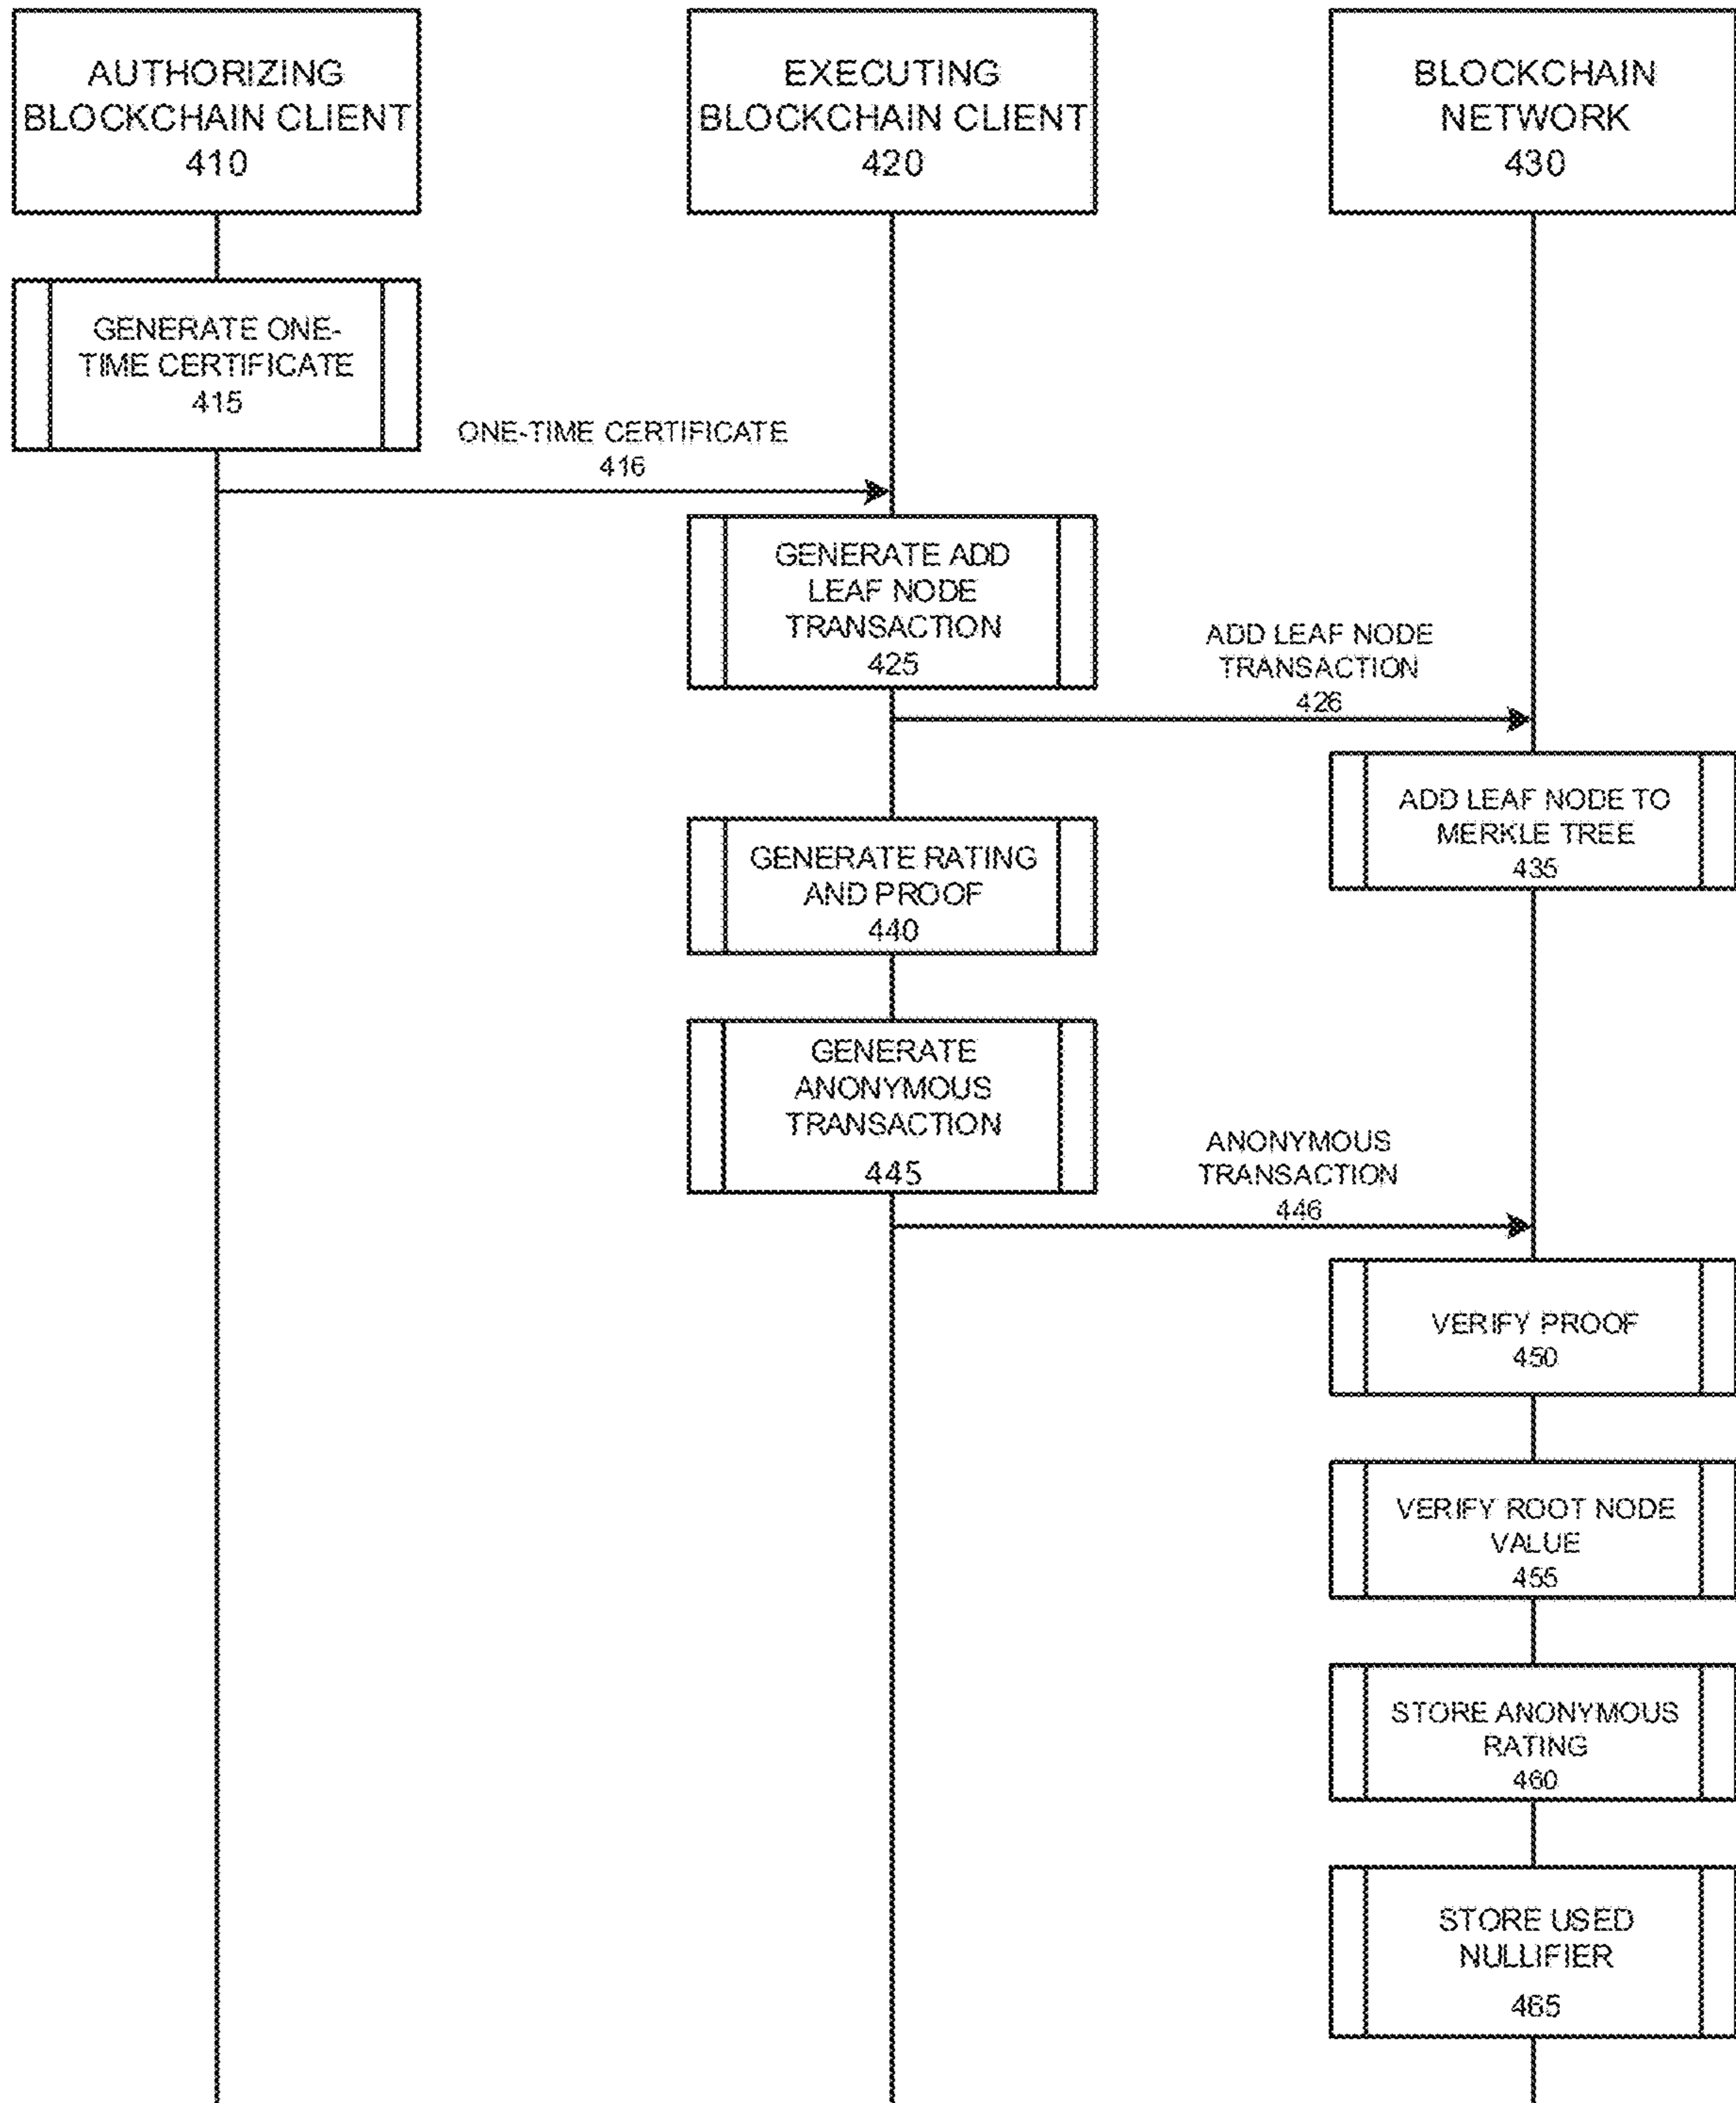 AUTHORIZING
BLOCKCHAIN CLIENT
410
EXECUTING
BLOCKCHAIN CLIENT
420
BLOCKCHAIN
NETWORK
430
GENERATE ONE-
TIME CERTIFICATE
415
ONE-TIME CERTIFICATE
416
GENERATE ADD
LEAF NODE
TRANSACTION
425
ADD LEAF NODE
TRANSACTION
426
ADD LEAF NODE TO
MERKLE TREE
435
GENERATE RATING
AND PROOF
440
GENERATE
ANONYMOUS
TRANSACTION
445
ANONYMOUS
TRANSACTION
446
VERIFY PROOF
450
VERIFY ROOT NODE
VALUE
455
STORE ANONYMOUS
RATING
460
STORE USED
NULLIFIER
465